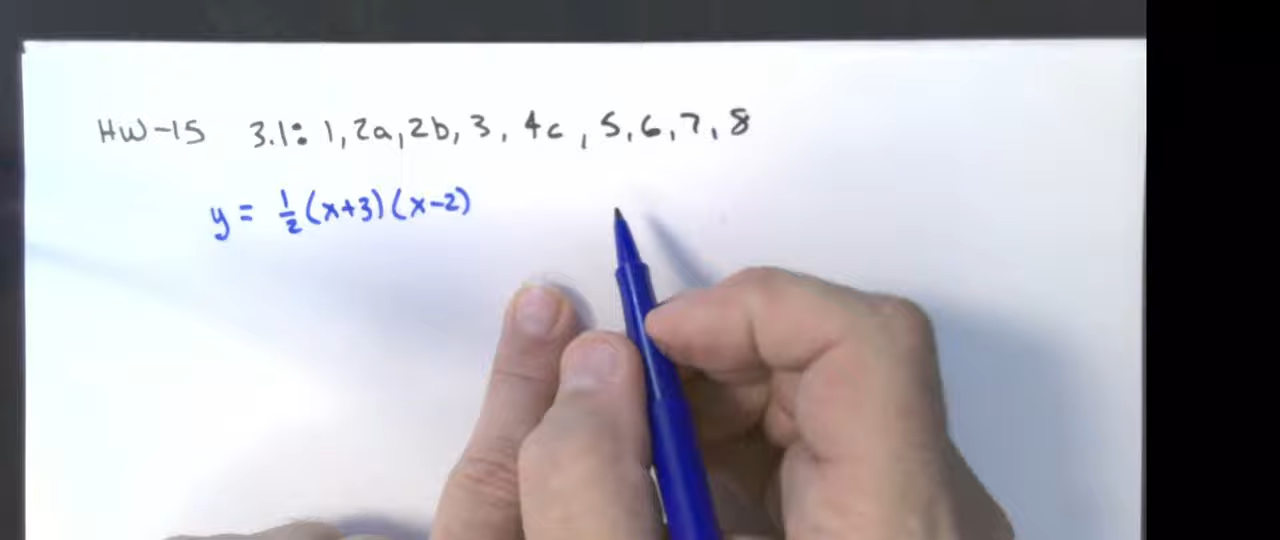 HW-15 3.1: 1, 2a, 2b, 3, 4c, 5, 6, 7, 8
y = 1/2 (x+3)(x-2)